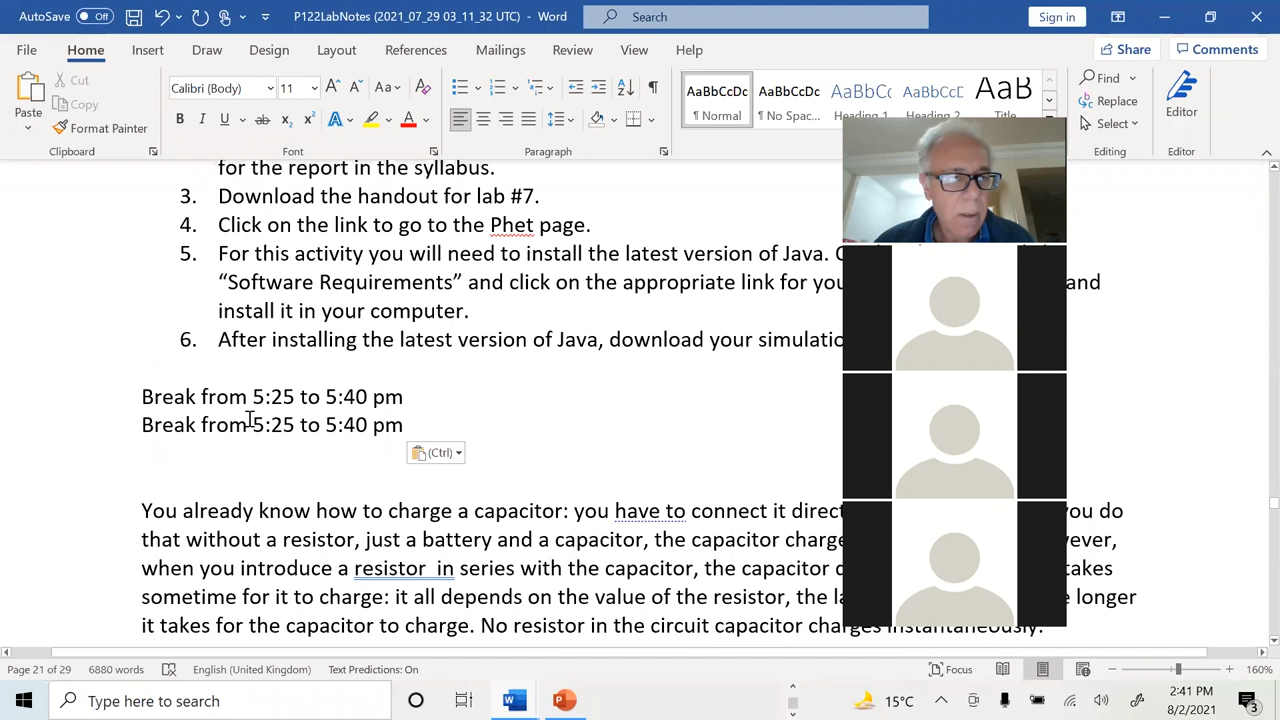 AutoSave Off P122LabNotes (2021_07_29 03_11_32 UTC) - Word Search Sign in
File Home Insert Draw Design Layout References Mailings Review View Help Share Comments
Paste Cut Copy Format Painter Clipboard
Calibri (Body) 11 Font
Paragraph
AaBbCcDc ¶ Normal AaBbCcDc ¶ No Spac... AaBbCc Heading 1 AaBbCcD Heading 2 AaB Title
Find Replace Select Editing
Editor Editor
for the report in the syllabus.
3. Download the handout for lab #7.
4. Click on the link to go to the Phet page.
5. For this activity you will need to install the latest version of Java.
“Software Requirements” and click on the appropriate link for and
install it in your computer.
6. After installing the latest version of Java, download your
Break from 5:25 to 5:40 pm
Break from 5:25 to 5:40 pm
(Ctrl)
You already know how to charge a capacitor: you have to connect it you do
that without a resistor, just a battery and a capacitor, the capacitor
when you introduce a resistor in series with the capacitor, the capacitor takes
sometime for it to charge: it all depends on the value of the resistor, the longer
it takes for the capacitor to charge. No resistor in the circuit capacitor charges instantaneously.
Page 21 of 29 6880 words English (United Kingdom) Text Predictions: On Focus 160%
Type here to search 15°C 2:41 PM
8/2/2021 3